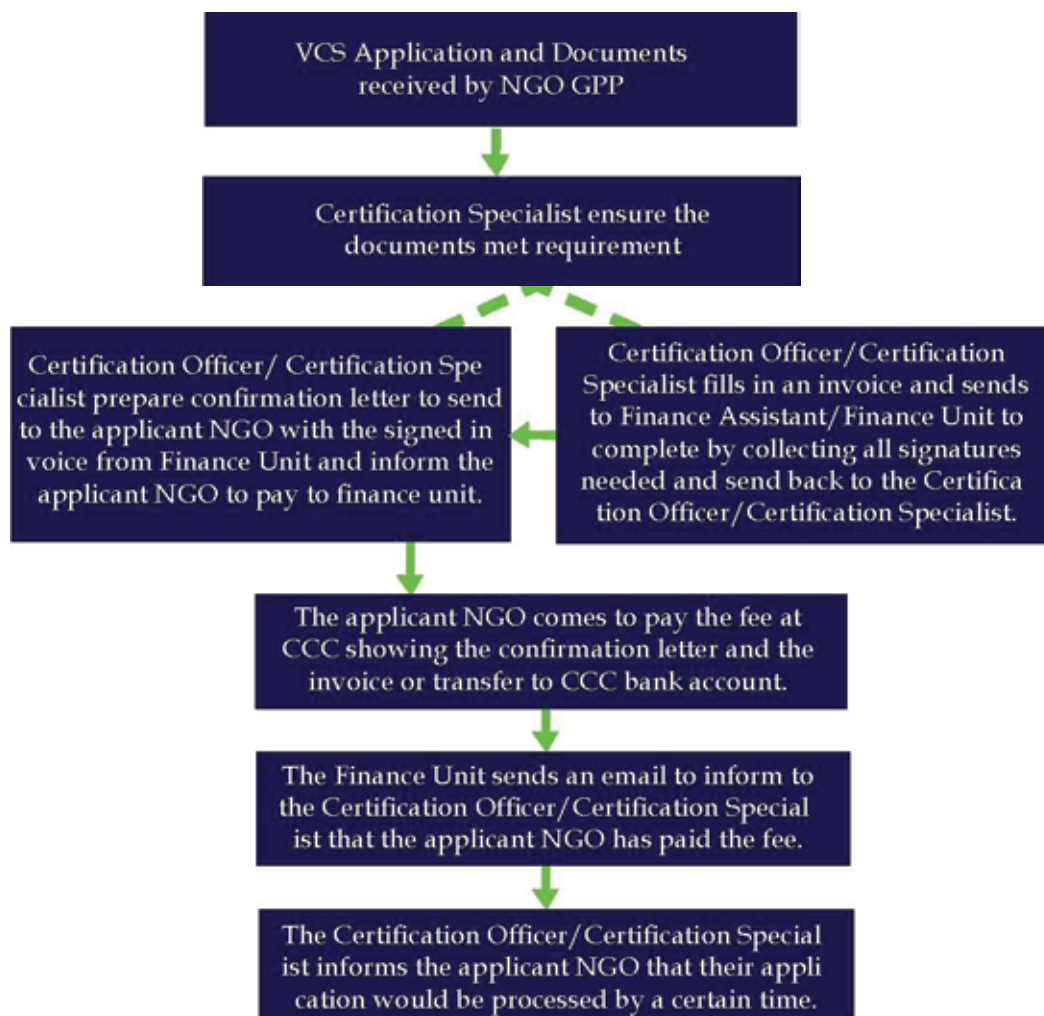 VCS Application and Documents
received by NGO GPP
Certification Specialist ensure the
documents met requirement
Certification Officer/ Certification Spe
cialist prepare confirmation letter to send
to the applicant NGO with the signed in
voice from Finance Unit and inform the
applicant NGO to pay to finance unit.
Certification Officer/Certification
Specialist fills in an invoice and sends
to Finance Assistant/Finance Unit to
complete by collecting all signatures
needed and send back to the Certifica
tion Officer/Certification Specialist.
The applicant NGO comes to pay the fee at
CCC showing the confirmation letter and the
invoice or transfer to CCC bank account.
The Finance Unit sends an email to inform to
the Certification Officer/Certification Special
ist that the applicant NGO has paid the fee.
The Certification Officer/Certification Special
ist informs the applicant NGO that their appli
cation would be processed by a certain time.